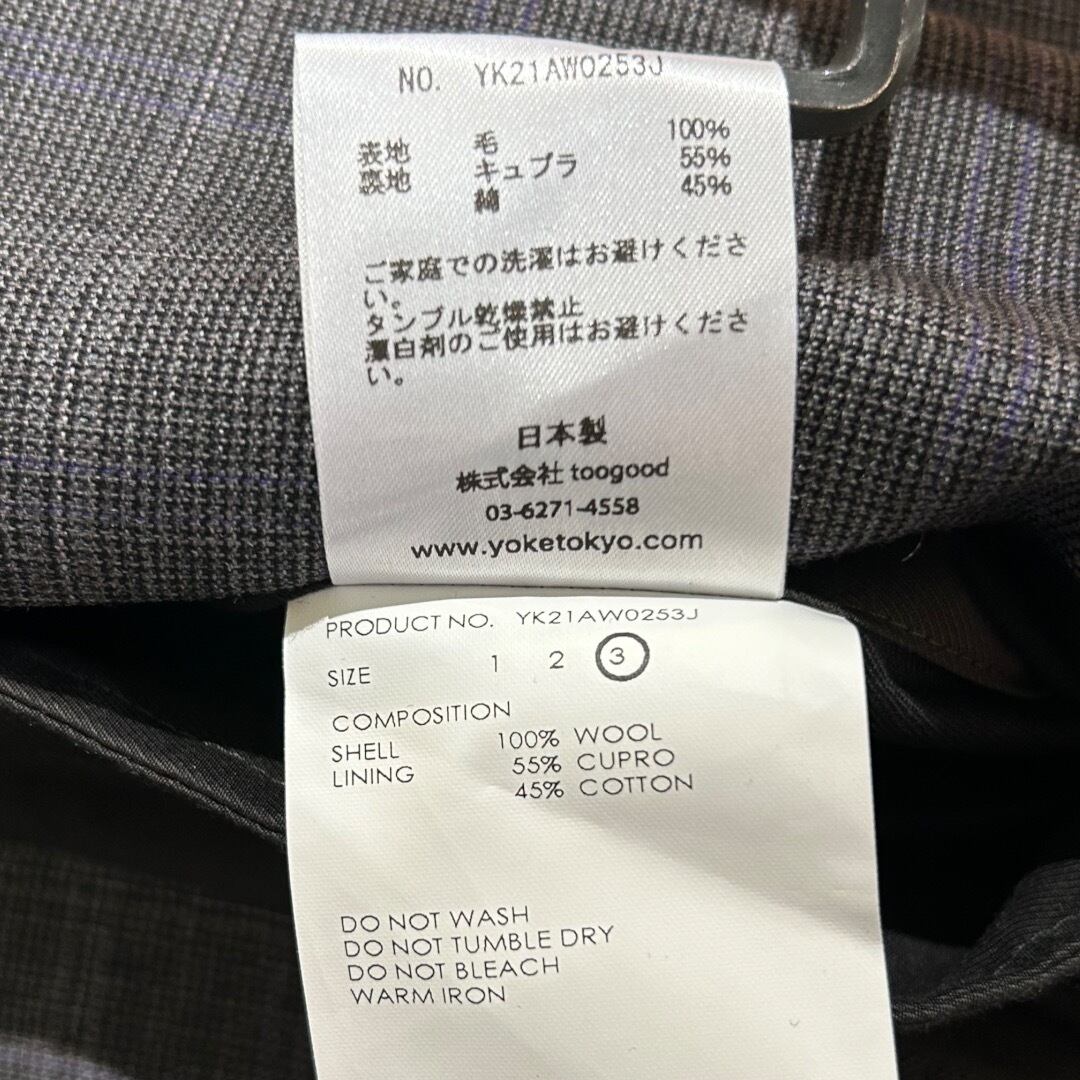 NO. YK21AW0253J
表地 毛 100%
裏地 キュプラ 55%
綿 45%
ご家庭での洗濯はお避けくださ
い。
タンブル乾燥禁止
漂白剤のご使用はお避けくださ
い。
日本製
株式会社 toogood
03-6271-4558
www.yoketokyo.com
PRODUCT NO. YK21AW0253J
SIZE 1 2 3
COMPOSITION
SHELL 100% WOOL
LINING 55% CUPRO
45% COTTON
DO NOT WASH
DO NOT TUMBLE DRY
DO NOT BLEACH
WARM IRON